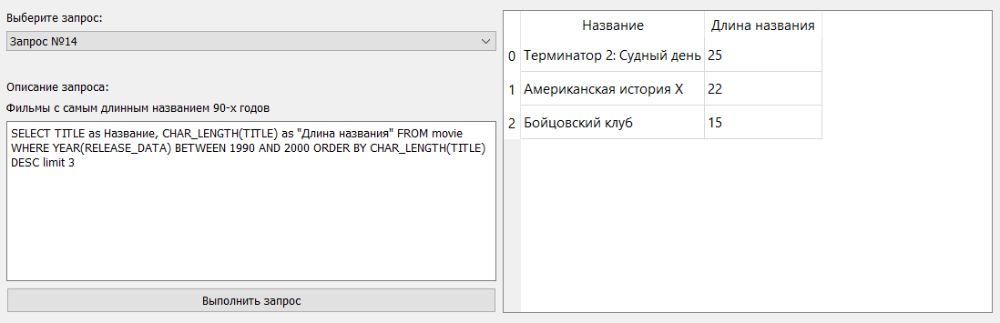 Выберите запрос:
Запрос №14
Описание запроса:
Фильмы с самым длинным названием 90-х годов
SELECT TITLE as Название, CHAR_LENGTH(TITLE) as "Длина названия" FROM movie
WHERE YEAR(RELEASE_DATA) BETWEEN 1990 AND 2000 ORDER BY CHAR_LENGTH(TITLE)
DESC limit 3
Выполнить запрос
Название Длина названия
0 Терминатор 2: Судный день 25
1 Американская история X 22
2 Бойцовский клуб 15